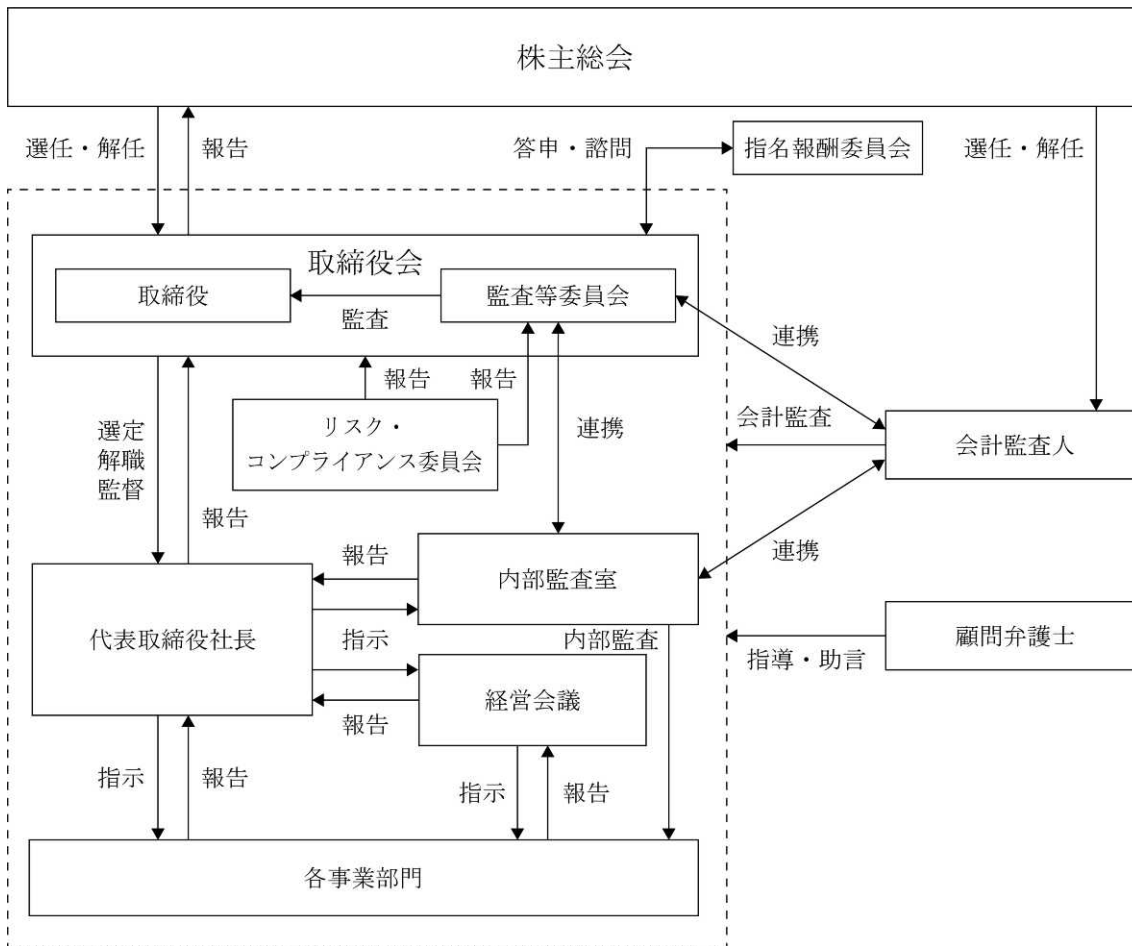 株主総会
選任・解任
報告
答申・諮問
指名報酬委員会
選任・解任
取締役会
取締役
監査等委員会
監査
連携
報告
報告
リスク・
コンプライアンス委員会
連携
会計監査
会計監査人
選定
解職
監督
報告
連携
報告
内部監査室
代表取締役社長
指示
内部監査
指導・助言
顧問弁護士
経営会議
報告
指示
報告
指示
報告
各事業部門